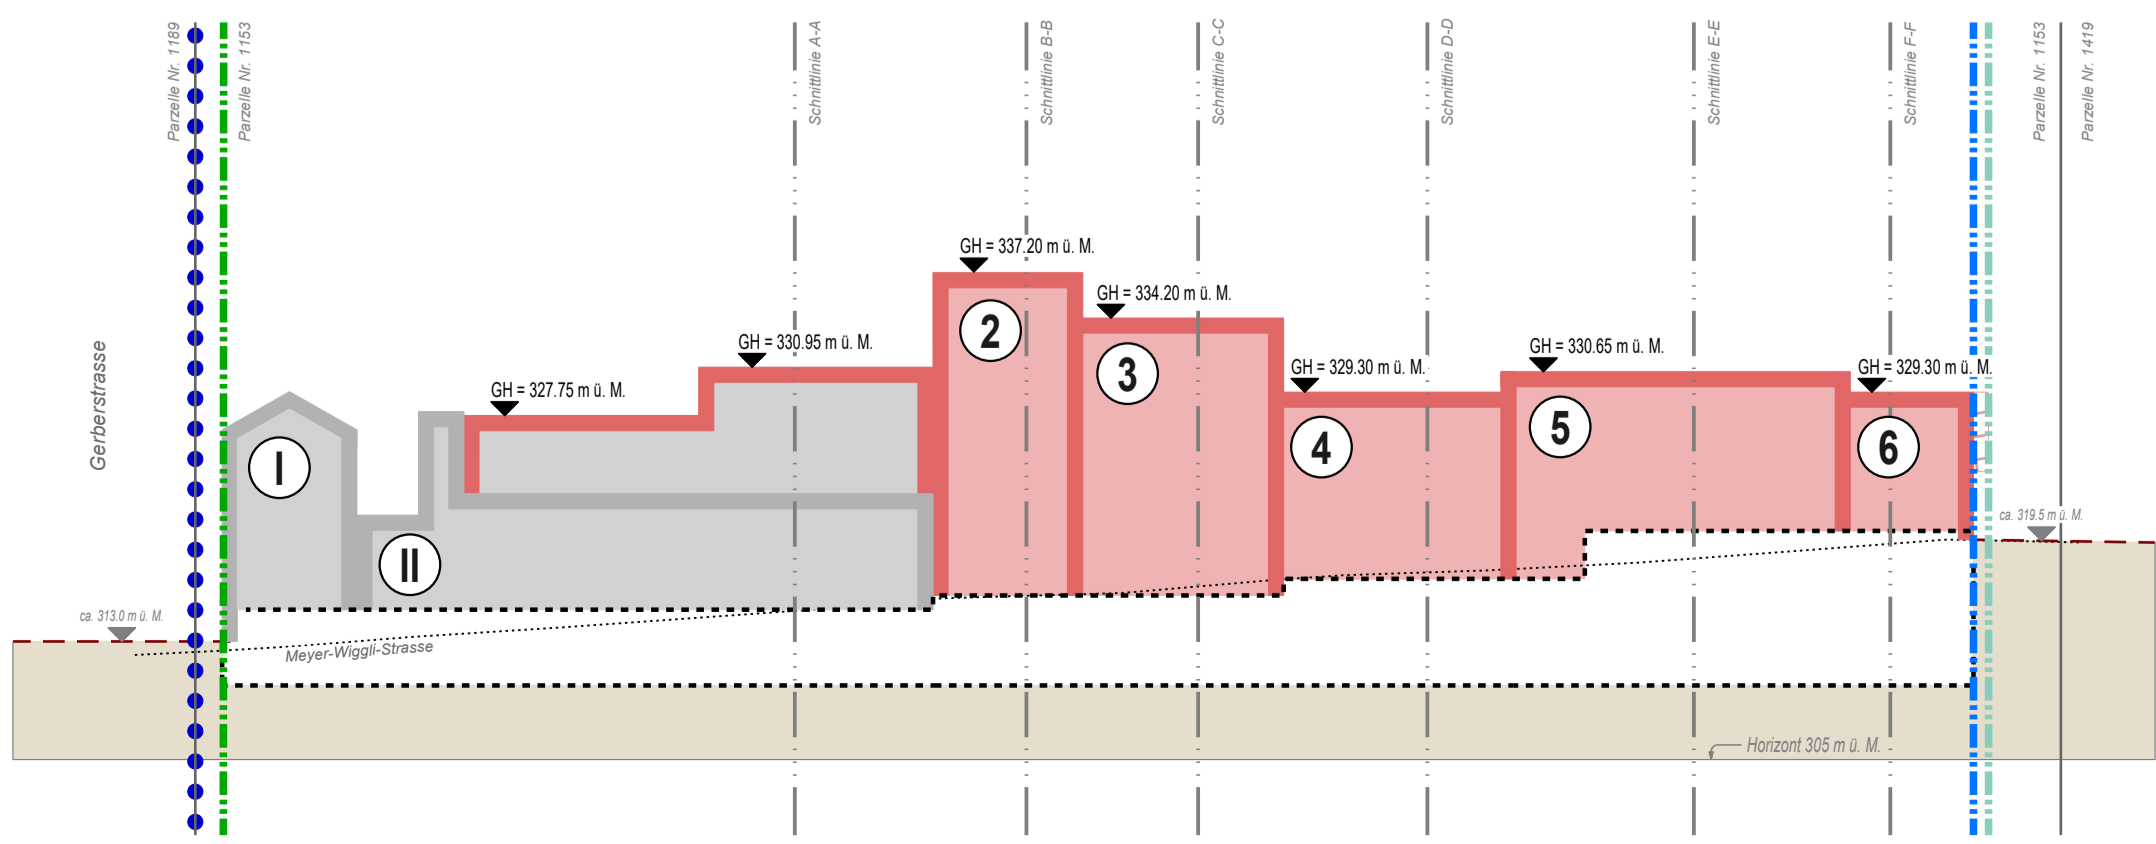 Parzelle Nr. 1189
Parzelle Nr. 1153
Schnittlinie A-A
Schnittlinie B-B
Schnittlinie C-C
Schnittlinie D-D
Schnittlinie E-E
Schnittlinie F-F
Parzelle Nr. 1153
Parzelle Nr. 1419
GH = 337.20 m ü. M.
GH = 334.20 m ü. M.
GH = 330.95 m ü. M.
GH = 330.65 m ü. M.
GH = 329.30 m ü. M.
GH = 329.30 m ü. M.
GH = 327.75 m ü. M.
Gerberstrasse
I
II
2
3
4
5
6
ca. 319.5 m ü. M.
ca. 313.0 m ü. M.
Meyer-Wiggli-Strasse
Horizont 305 m ü. M.